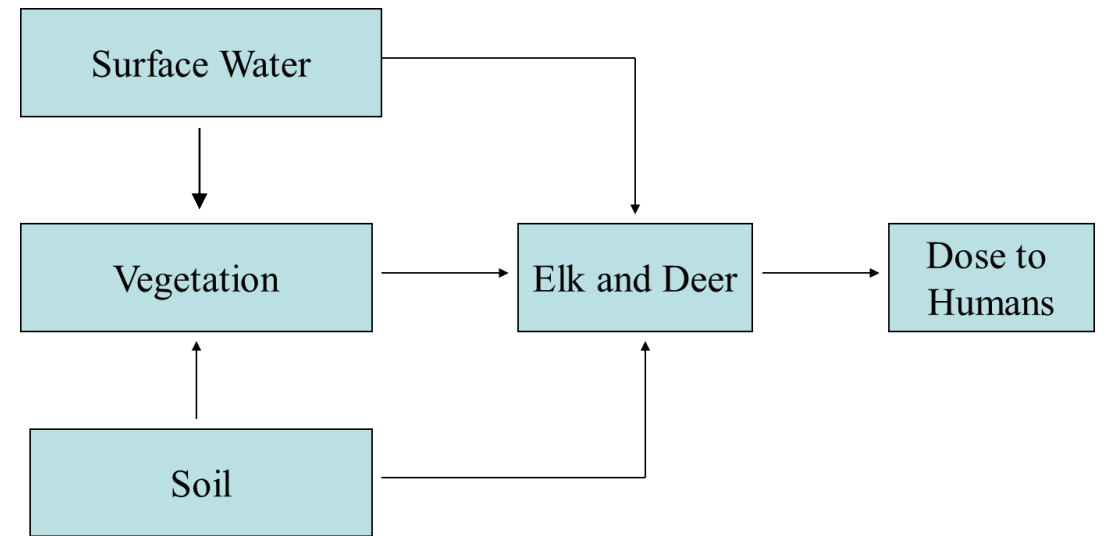 Surface Water
Vegetation
Elk and Deer
Dose to
Humans
Soil